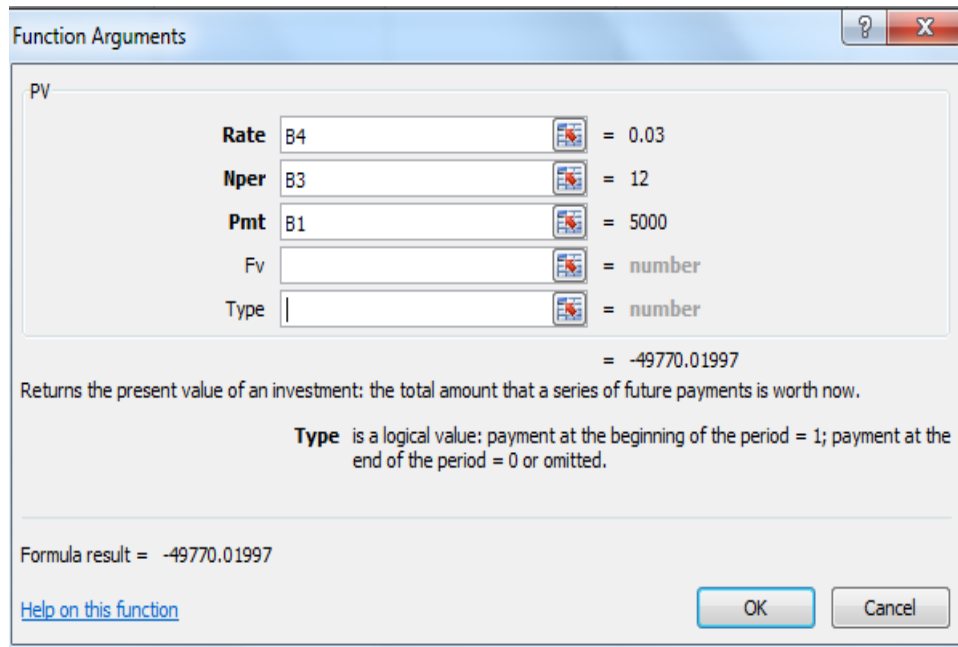 Function Arguments
PV
Rate B4 = 0.03
Nper B3 = 12
Pmt B1 = 5000
Fv = number
Type = number
= -49770.01997
Returns the present value of an investment: the total amount that a series of future payments is worth now.
Type is a logical value: payment at the beginning of the period = 1; payment at the
end of the period = 0 or omitted.
Formula result = -49770.01997
Help on this function OK Cancel